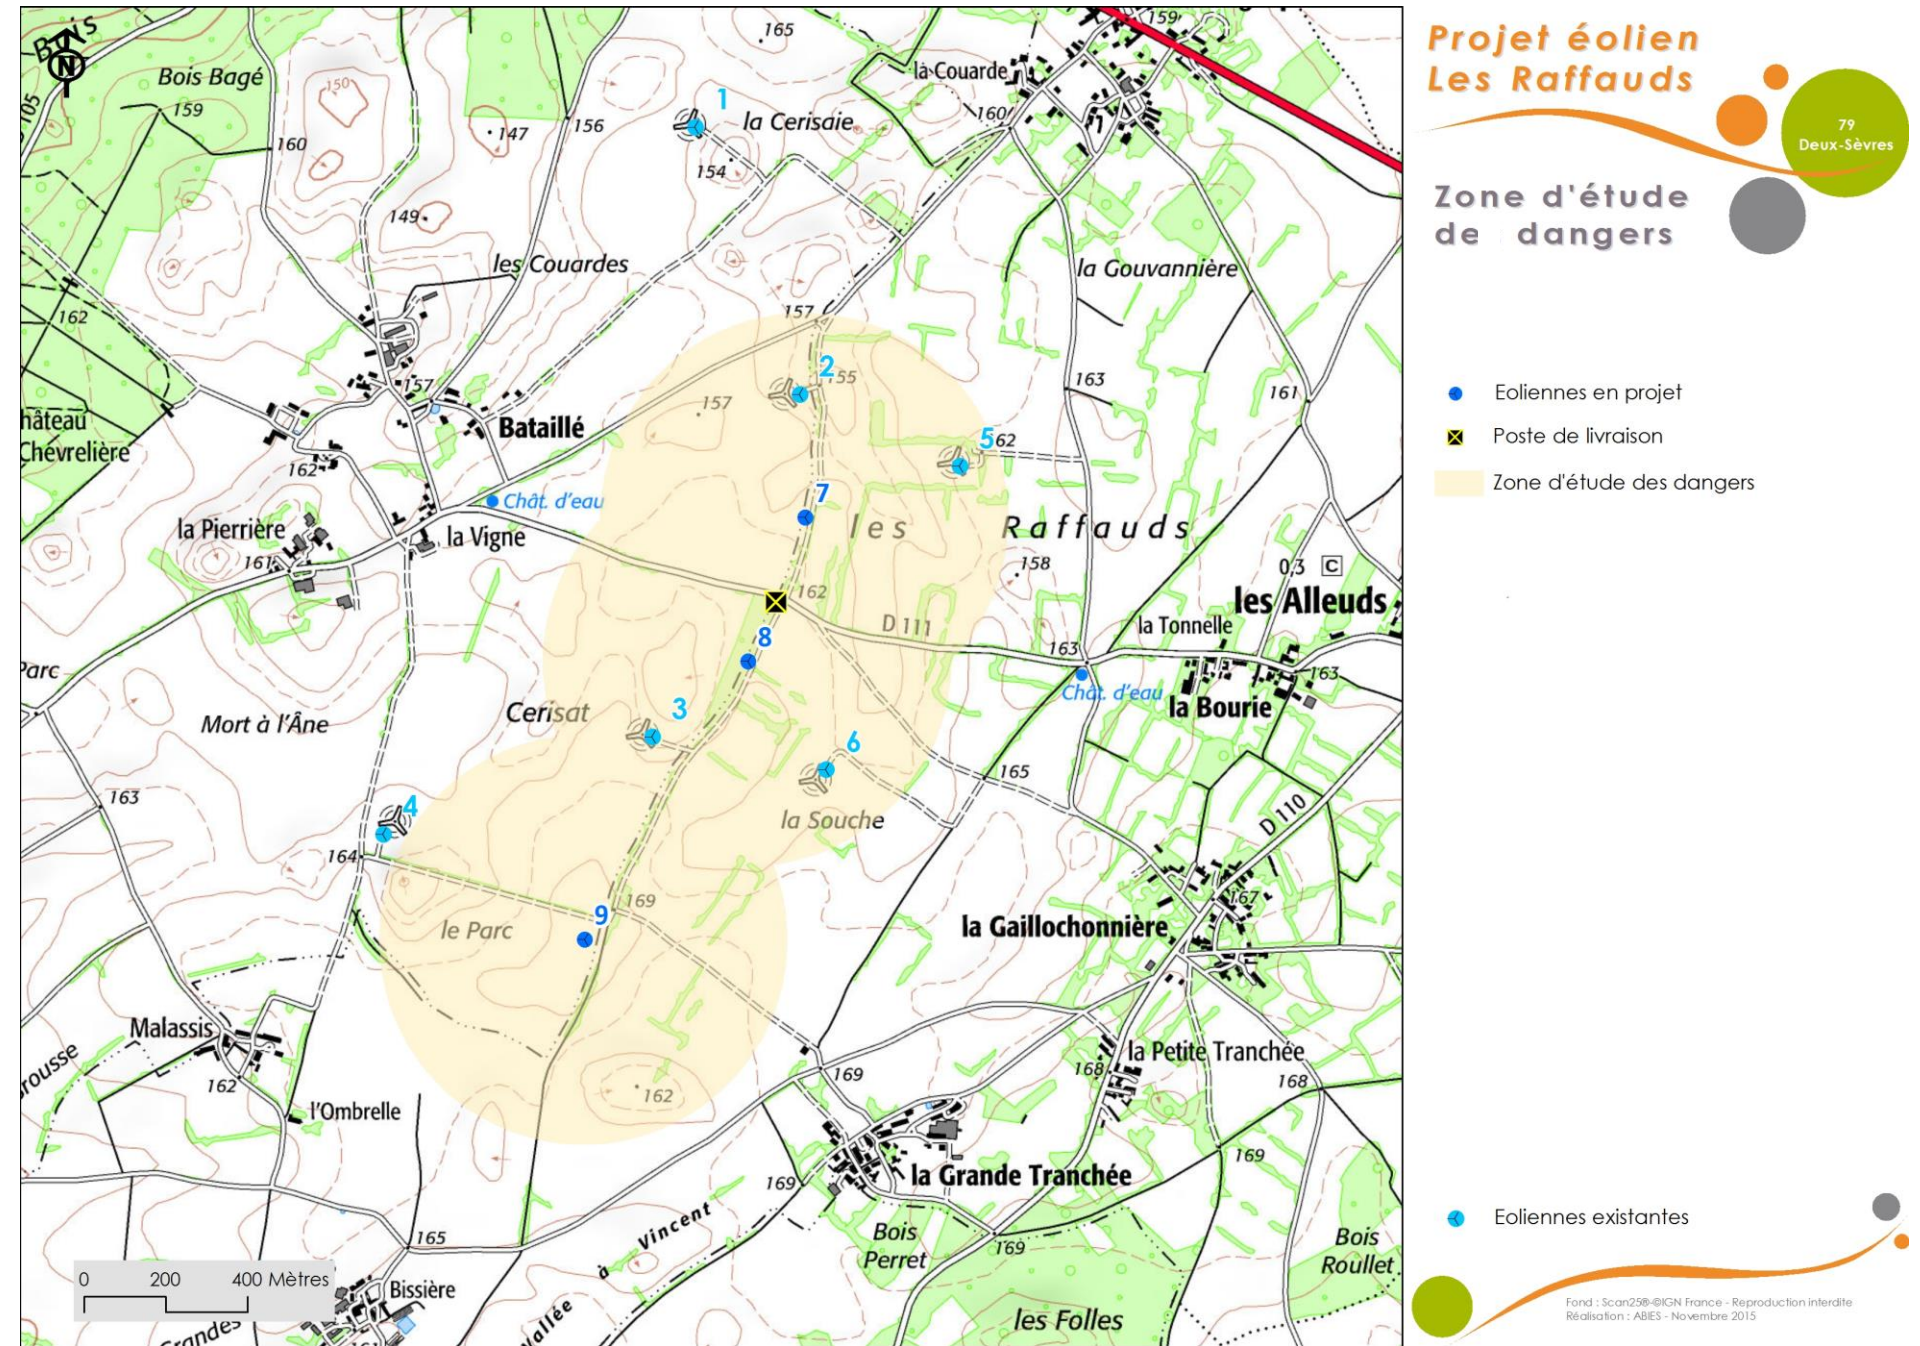 Projet éolien
Les Raffauds
79
Deux-Sèvres
Zone d'étude
de dangers
Eoliennes en projet
Poste de livraison
Zone d'étude des dangers
Eoliennes existantes
Fond : Scan25®-©IGN France - Reproduction interdite
Réalisation : ABIES - Novembre 2015
Bois
N
105
Bois Bagé
159
160
150
147
156
149
165
1
la Cerisaie
154
la Couarde
160
159
les Couardes
la Gouvannière
162
157
157
2
155
157
163
161
hâteau
Chevrelière
Bataillé
162
5
62
Chât. d'eau
7
la Pierrière
la Vigne
161
les
Raffauds
158
0,3
C
162
les Alleuds
8
D 111
la Tonnelle
163
163
Chât. d'eau
la Bourie
Parc
Mort à l'Âne
Cerisat
3
6
165
163
4
la Souche
D 110
164
169
167
9
le Parc
la Gaillochonnière
Malassis
la Petite Tranchée
rousse
162
162
169
168
168
l'Ombrelle
169
la Grande Tranchée
169
165
Vallée à Vincent
Bois
Perret
169
Bois
Roullet
0 200 400 Mètres
Bissière
les Folles
Grandes
161